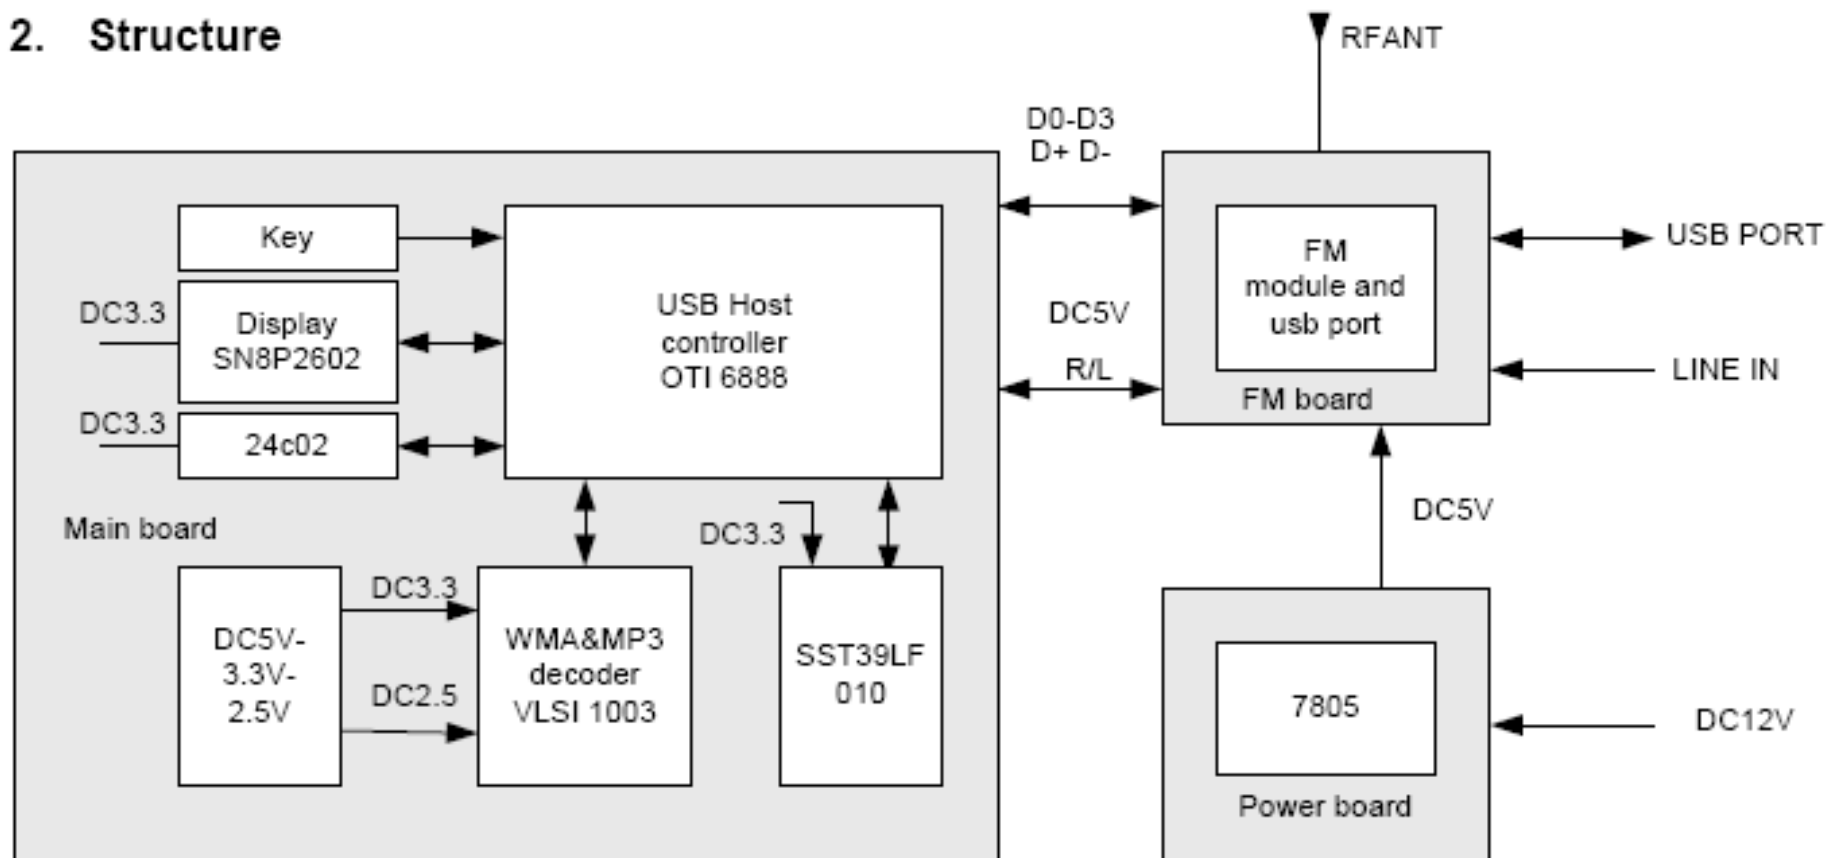 2. Structure
RFANT
D0-D3
D+ D-
Key
USB Host
controller
OTI 6888
FM
module and
usb port
USB PORT
DC3.3
Display
SN8P2602
DC5V
R/L
LINE IN
FM board
DC3.3
24c02
Main board
DC3.3
DC5V
DC5V-
3.3V-
2.5V
DC3.3
DC2.5
WMA&MP3
decoder
VLSI 1003
SST39LF
010
7805
DC12V
Power board